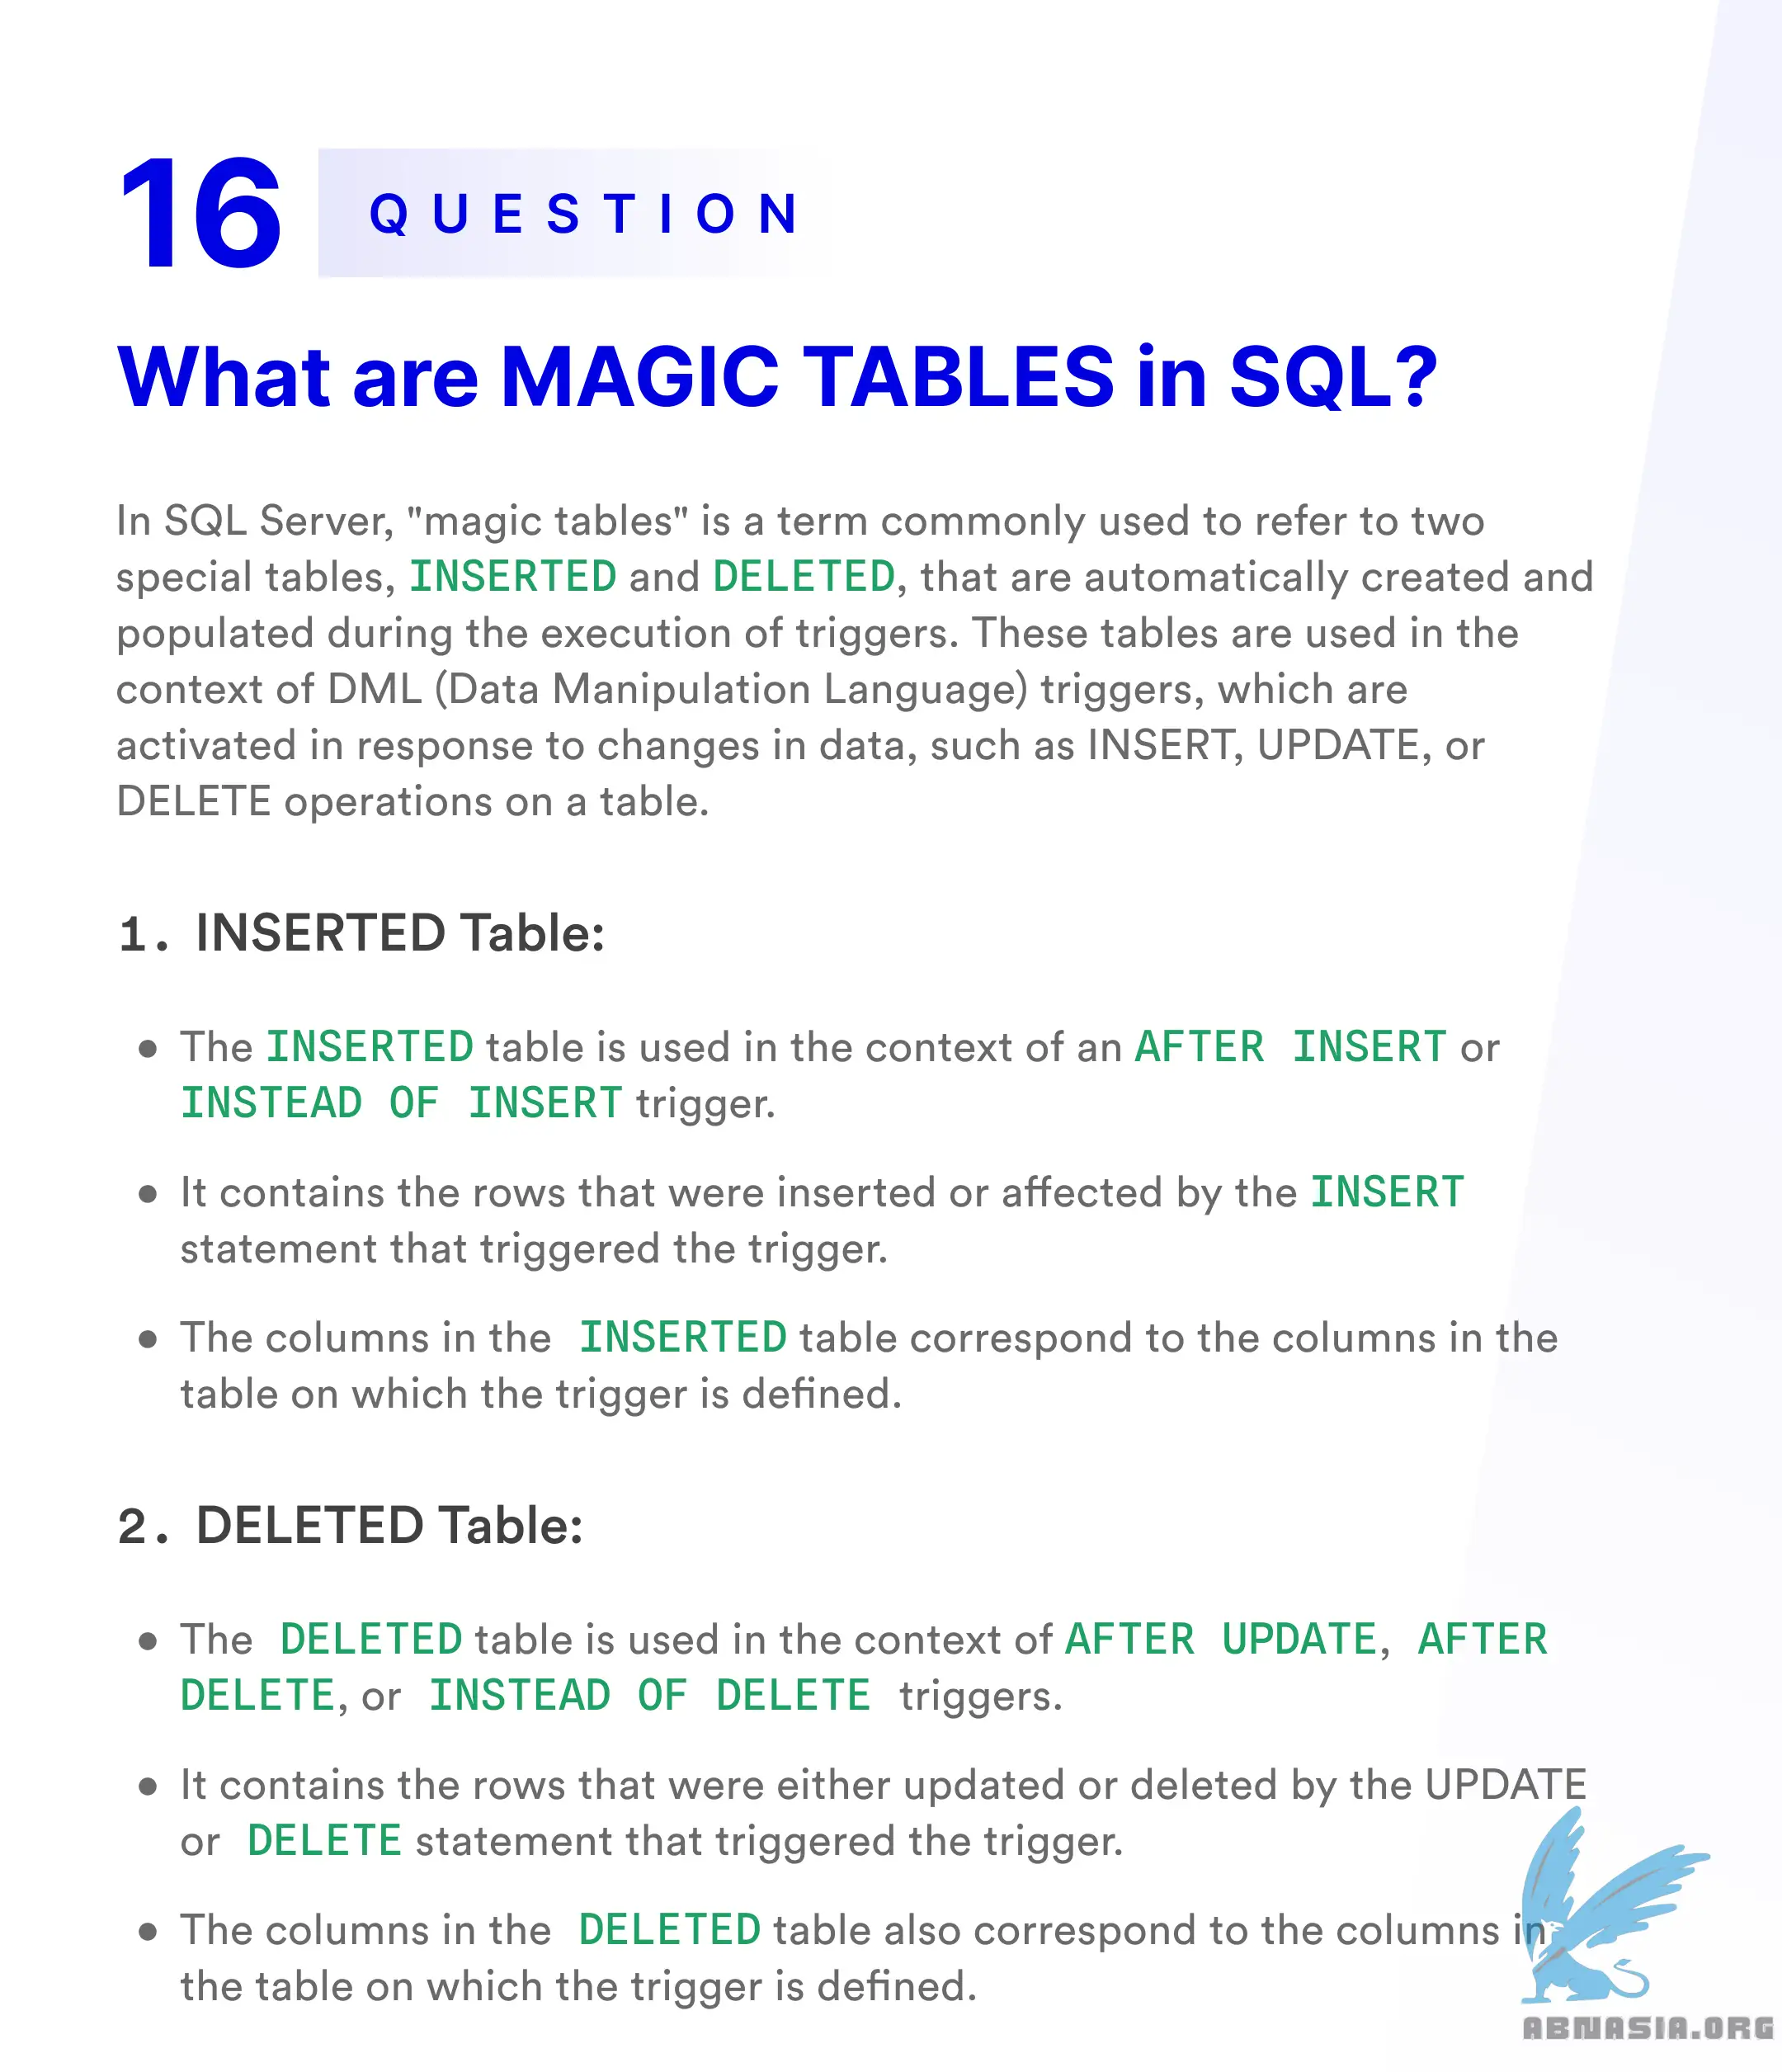 16 QUESTION
What are MAGIC TABLES in SQL?
In SQL Server, "magic tables" is a term commonly used to refer to two
special tables, INSERTED and DELETED, that are automatically created and
populated during the execution of triggers. These tables are used in the
context of DML (Data Manipulation Language) triggers, which are
activated in response to changes in data, such as INSERT, UPDATE, or
DELETE operations on a table.
1. INSERTED Table:
● The INSERTED table is used in the context of an AFTER INSERT or
INSTEAD OF INSERT trigger.
● It contains the rows that were inserted or affected by the INSERT
statement that triggered the trigger.
● The columns in the INSERTED table correspond to the columns in the
table on which the trigger is defined.
2. DELETED Table:
● The DELETED table is used in the context of AFTER UPDATE, AFTER
DELETE, or INSTEAD OF DELETE triggers.
● It contains the rows that were either updated or deleted by the UPDATE
or DELETE statement that triggered the trigger.
● The columns in the DELETED table also correspond to the columns in
the table on which the trigger is defined.
ABNASIA.ORG